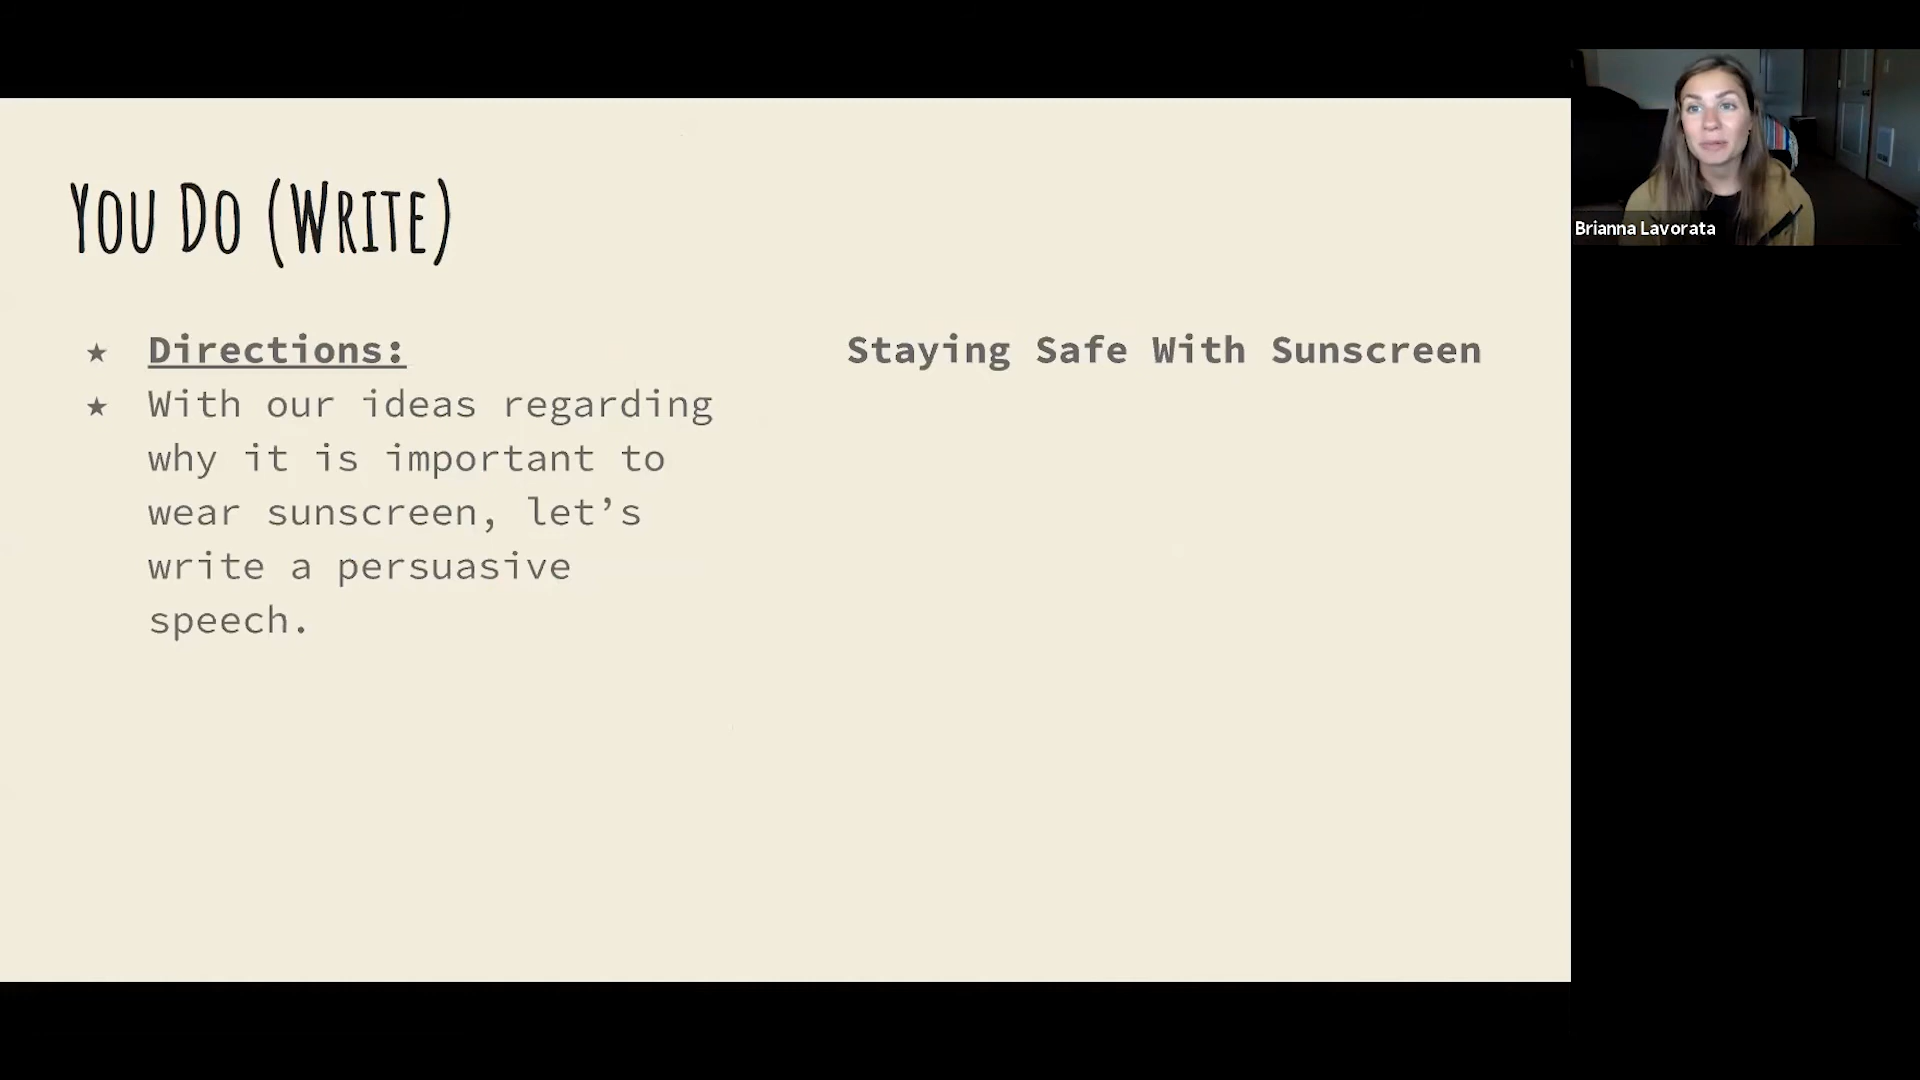 You Do (Write)
★ Directions:
★ With our ideas regarding
why it is important to
wear sunscreen, let’s
write a persuasive
speech.
Staying Safe With Sunscreen
Brianna Lavorata